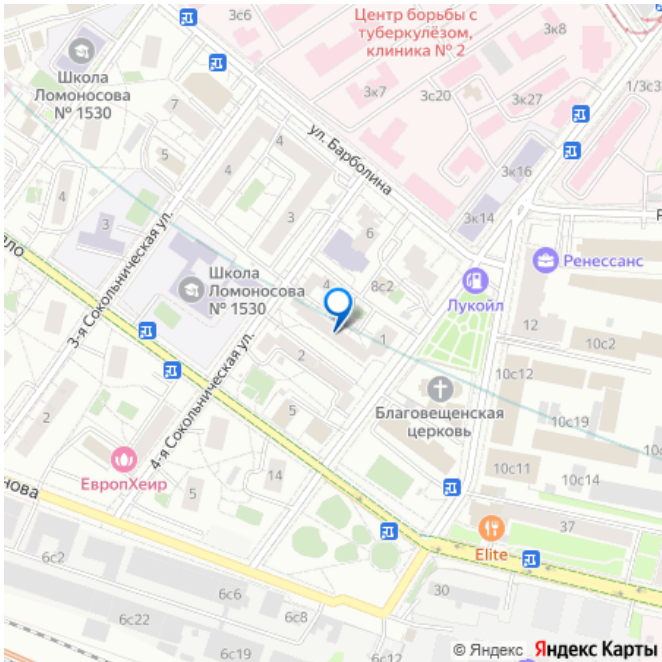 Центр борьбы с
туберкулёзом,
клиника № 2
3с6
3к8
Школа
Ломоносова
№ 1530
3к7
3с20
3к27
1/3с3
7
5
4
ул. Барболина
3к16
4
4
3
3к14
3
6
Ренессанс
Школа
Ломоносова
№ 1530
4
8с2
Лукойл
12
10с2
3-я Сокольническая ул.
1
10с12
2
Благовещенская
церковь
10с19
4-я Сокольническая ул.
5
2
10с11
10с14
ЕвропХеир
14
5
нова
37
Elite
6с2
6с6
30
6с22
6с8
6с19
© Яндекс Яндекс Карты